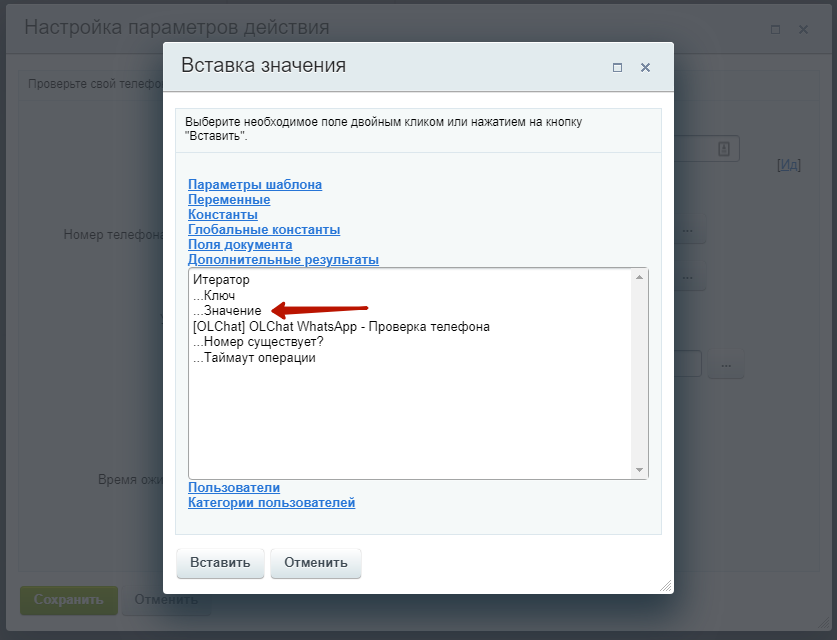 Настройка параметров действия
Вставка значения
Проверьте свой телефо
Выберите необходимое поле двойным кликом или нажатием на кнопку
"Вставить".
[Ид]
Параметры шаблона
Переменные
Константы
Глобальные константы
Номер телефона
...
Поля документа
Дополнительные результаты
Итератор
...
...Ключ
...Значение
[OLChat] OLChat WhatsApp - Проверка телефона
...Номер существует?
...Таймаут операции
...
Время ожи
Пользователи
Категории пользователей
Вставить
Отменить
Сохранить
Отменить